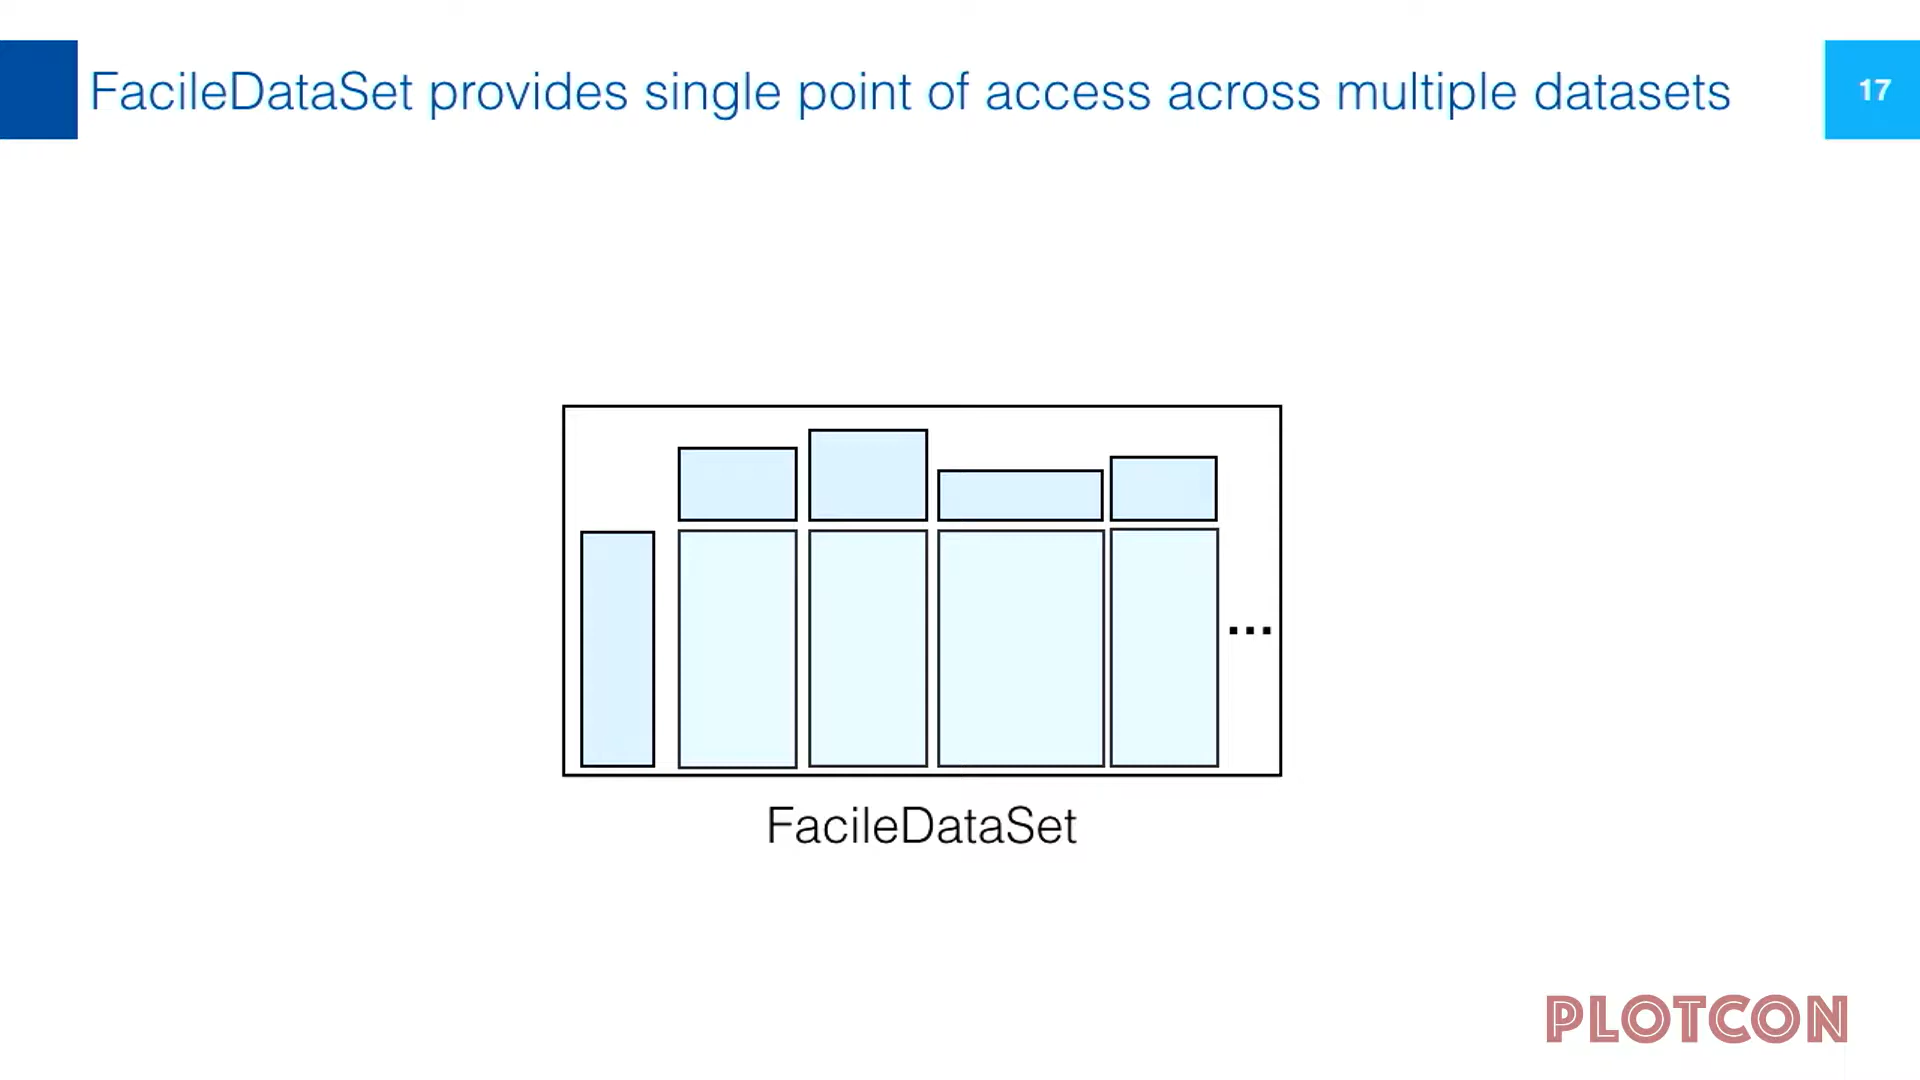 FacileDataSet provides single point of access across multiple datasets
17
...
FacileDataSet
PLOTCON